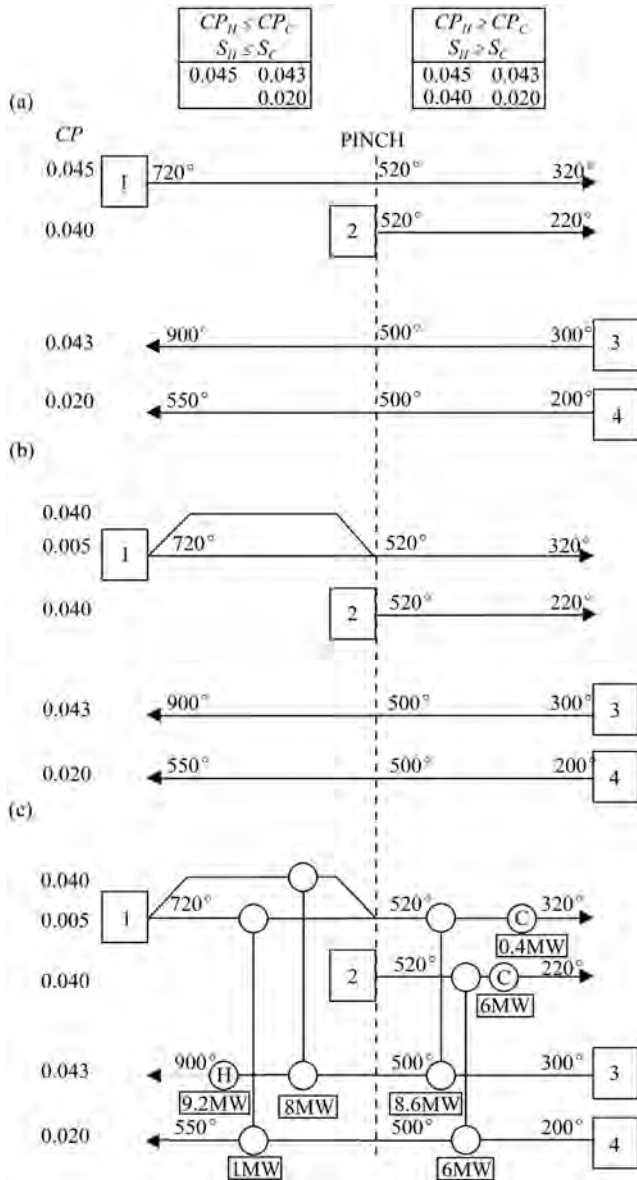 CP_H ≤ CP_C CP_H ≥ CP_C
S_H ≤ S_C S_H ≥ S_C
0.045 0.043 0.045 0.043
0.020 0.040 0.020
(a)
CP PINCH
0.045 1 720° 520° 320°
0.040 2 520° 220°
0.043 900° 500° 300° 3
0.020 550° 500° 200° 4
(b)
0.040
0.005 1 720° 520° 320°
0.040 2 520° 220°
0.043 900° 500° 300° 3
0.020 550° 500° 200° 4
(c)
0.040
0.005 1 720° 520° C 320°
0.4MW
0.040 2 520° C 220°
6MW
0.043 900° H 500° 300° 3
9.2MW 8MW 8.6MW
0.020 550° 500° 200° 4
1MW 6MW